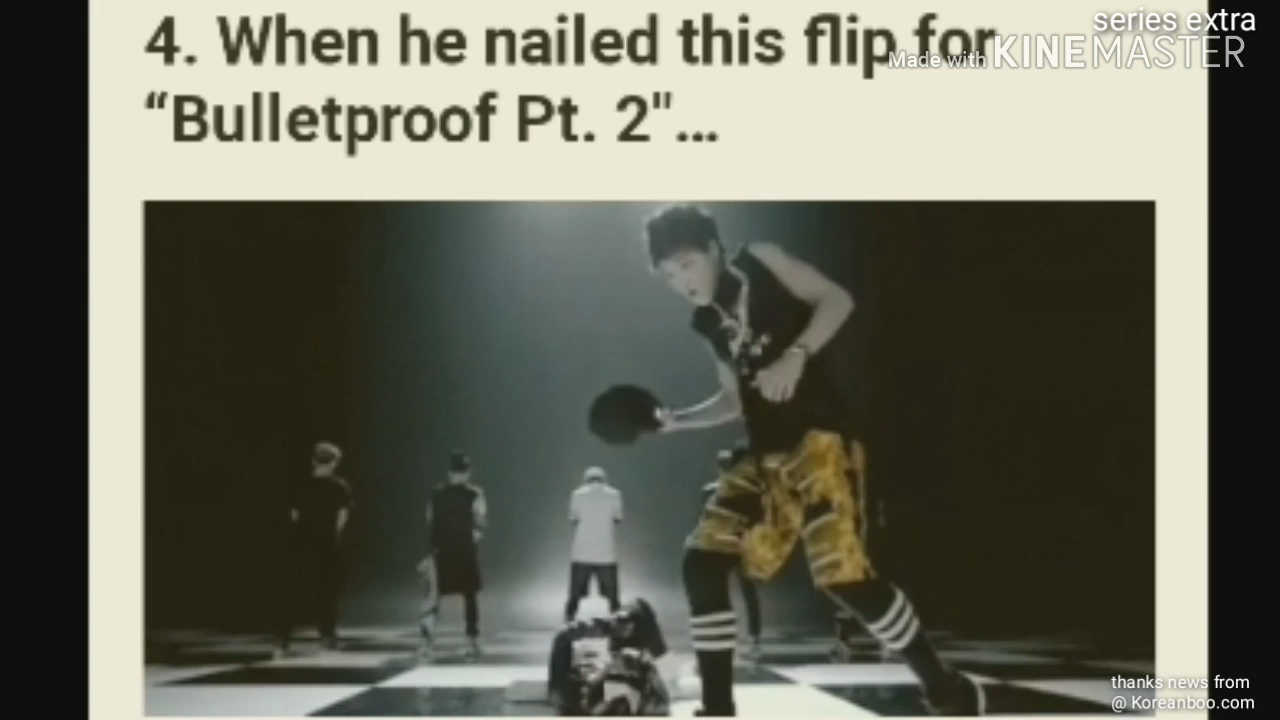 series extra
4. When he nailed this flip for
Made with KINEMASTER
“Bulletproof Pt. 2"...
thanks news from
@ Koreanboo.com